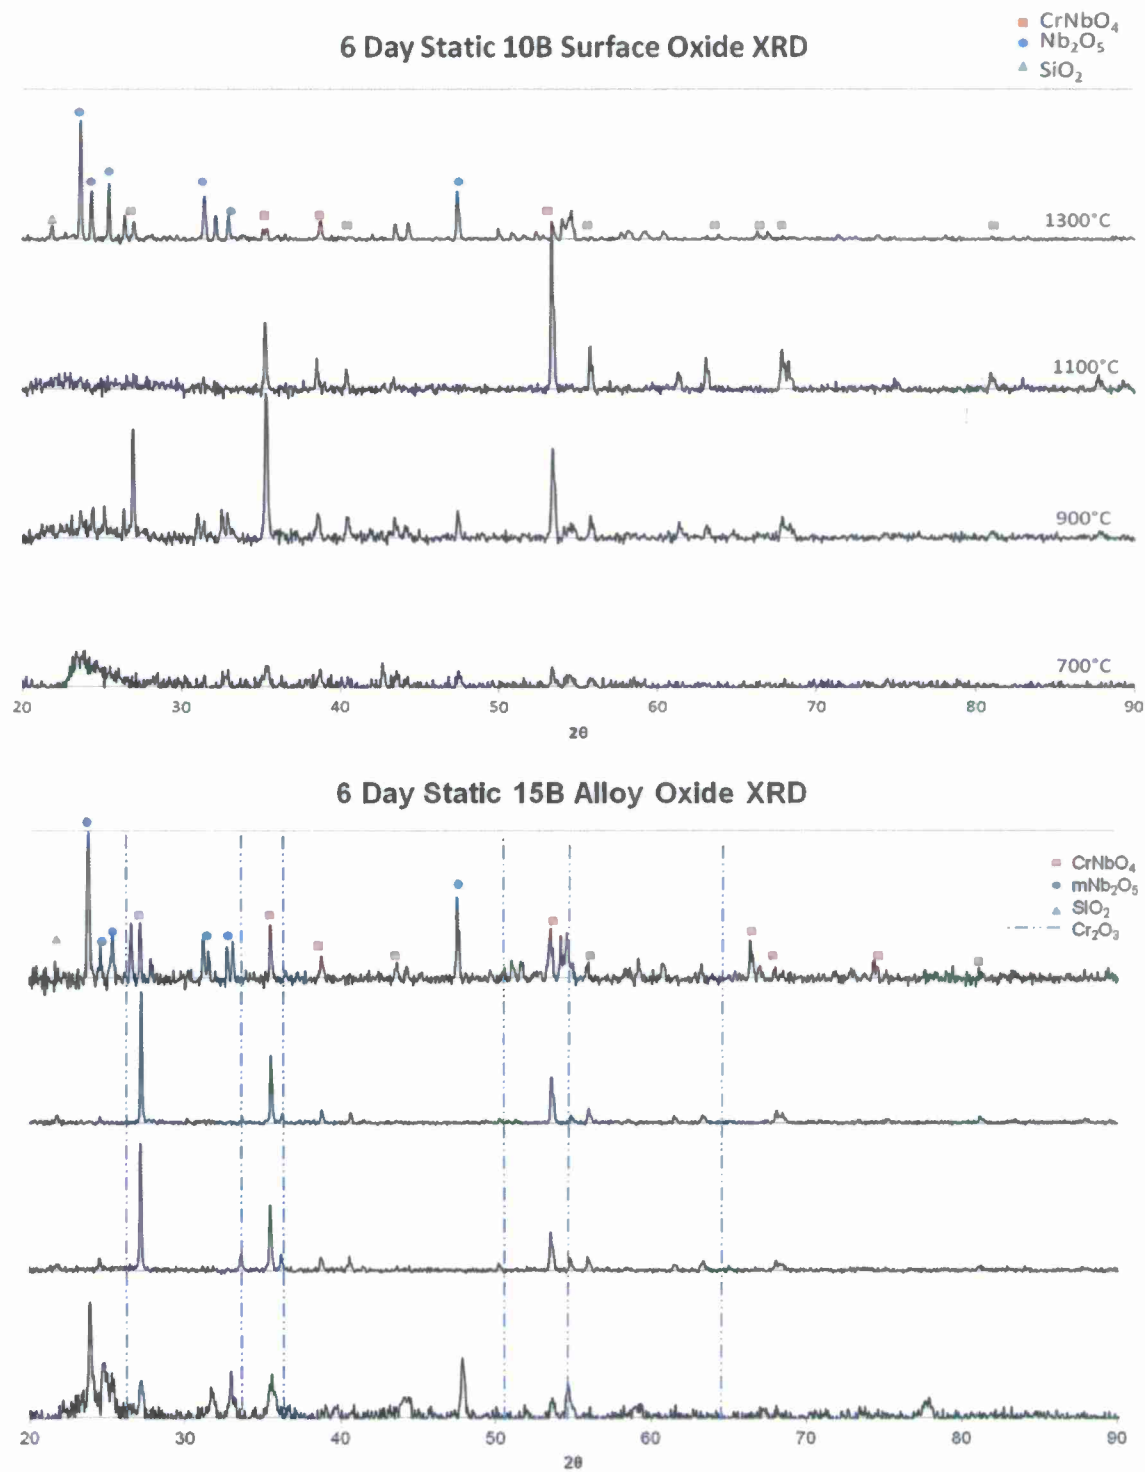 6 Day Static 10B Surface Oxide XRD
CrNbO₄
Nb₂O₅
SiO₂
1300°C
1100°C
900°C
700°C
20 30 40 50 60 70 80 90
2θ
6 Day Static 15B Alloy Oxide XRD
CrNbO₄
mNb₂O₅
SiO₂
Cr₂O₃
20 30 40 50 60 70 80 90
2θ